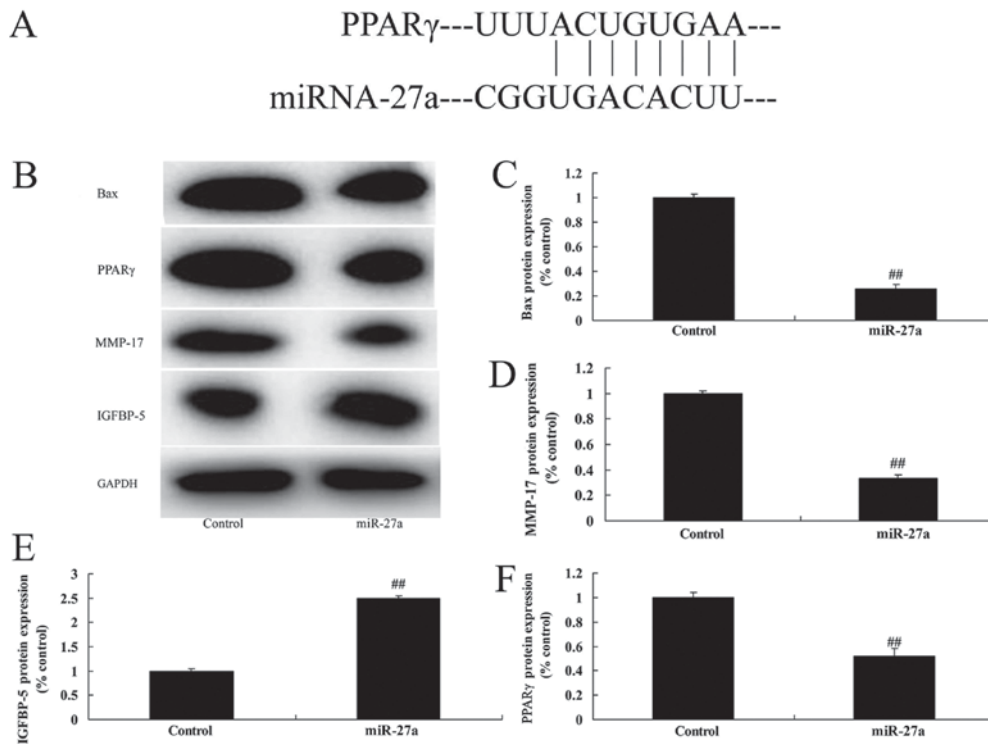 A
PPARγ---UUUACUGUGAA---
miRNA-27a---CGGUGACACUU---
B
Bax
PPARγ
MMP-17
IGFBP-5
GAPDH
Control miR-27a
C
Bax protein expression
(% control)
1.2
1
0.8
0.6
0.4
0.2
0
##
Control miR-27a
D
MMP-17 protein expression
(% control)
1.2
1
0.8
0.6
0.4
0.2
0
##
Control miR-27a
E
IGFBP-5 protein expression
(% control)
3
2.5
2
1.5
1
0.5
0
##
Control miR-27a
F
PPARγ protein expression
(% control)
1.2
1
0.8
0.6
0.4
0.2
0
##
Control miR-27a